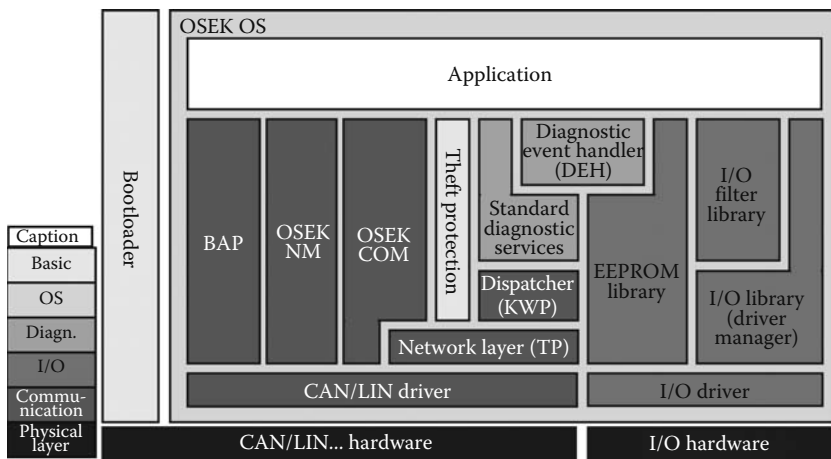 OSEK OS
Application
Bootloader
BAP
OSEK
NM
OSEK
COM
Theft protection
Diagnostic
event handler
(DEH)
Standard
diagnostic
services
Dispatcher
(KWP)
Network layer (TP)
EEPROM
library
I/O
filter
library
I/O library
(driver
manager)
CAN/LIN driver
I/O driver
CAN/LIN... hardware
I/O hardware
Caption
Basic
OS
Diagn.
I/O
Commu-
nication
Physical
layer